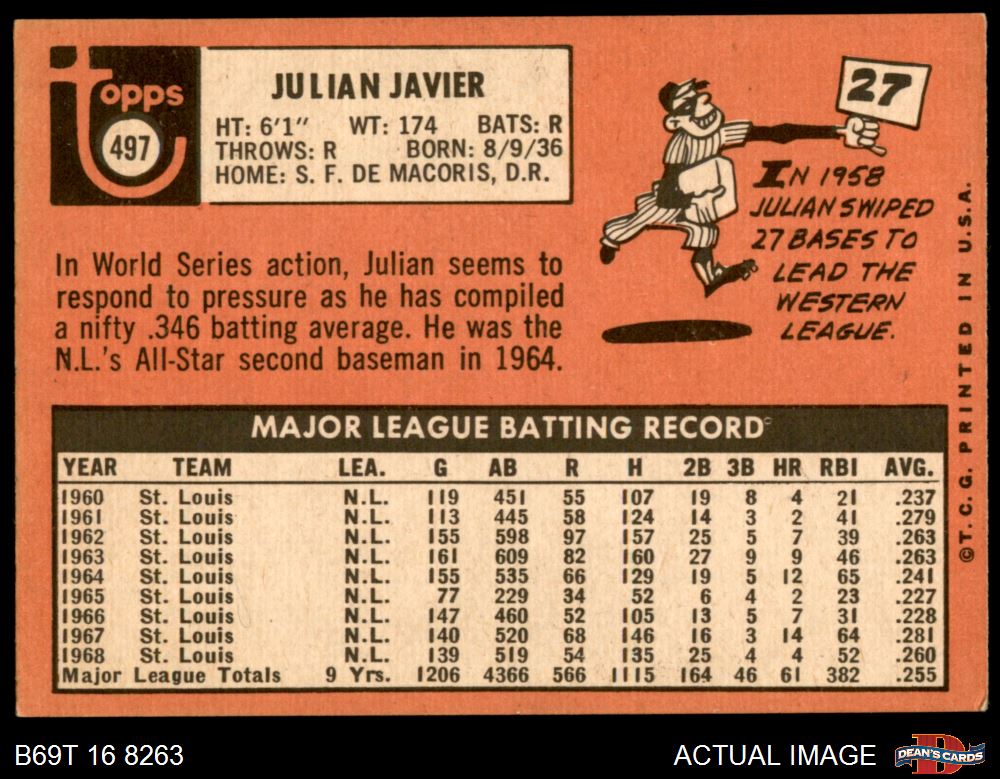 topps
497
JULIAN JAVIER
HT: 6'1" WT: 174 BATS: R
THROWS: R BORN: 8/9/36
HOME: S. F. DE MACORIS, D.R.
27
IN 1958
JULIAN SWIPED
27 BASES TO
LEAD THE
WESTERN
LEAGUE.
In World Series action, Julian seems to
respond to pressure as he has compiled
a nifty .346 batting average. He was the
N.L.'s All-Star second baseman in 1964.
MAJOR LEAGUE BATTING RECORD©
YEAR TEAM LEA. G AB R H 2B 3B HR RBI AVG.
1960 St. Louis N.L. 119 451 55 107 19 8 4 21 .237
1961 St. Louis N.L. 113 445 58 124 14 3 2 41 .279
1962 St. Louis N.L. 155 598 97 157 25 5 7 39 .263
1963 St. Louis N.L. 161 609 82 160 27 9 9 46 .263
1964 St. Louis N.L. 155 535 66 129 19 5 12 65 .241
1965 St. Louis N.L. 77 229 34 52 6 4 2 23 .227
1966 St. Louis N.L. 147 460 52 105 13 5 7 31 .228
1967 St. Louis N.L. 140 520 68 146 16 3 14 64 .281
1968 St. Louis N.L. 139 519 54 135 25 4 4 52 .260
Major League Totals 9 Yrs. 1206 4366 566 1115 164 46 61 382 .255
©T.C.G. PRINTED IN U.S.A.
B69T 16 8263
ACTUAL IMAGE
DEAN'S CARDS